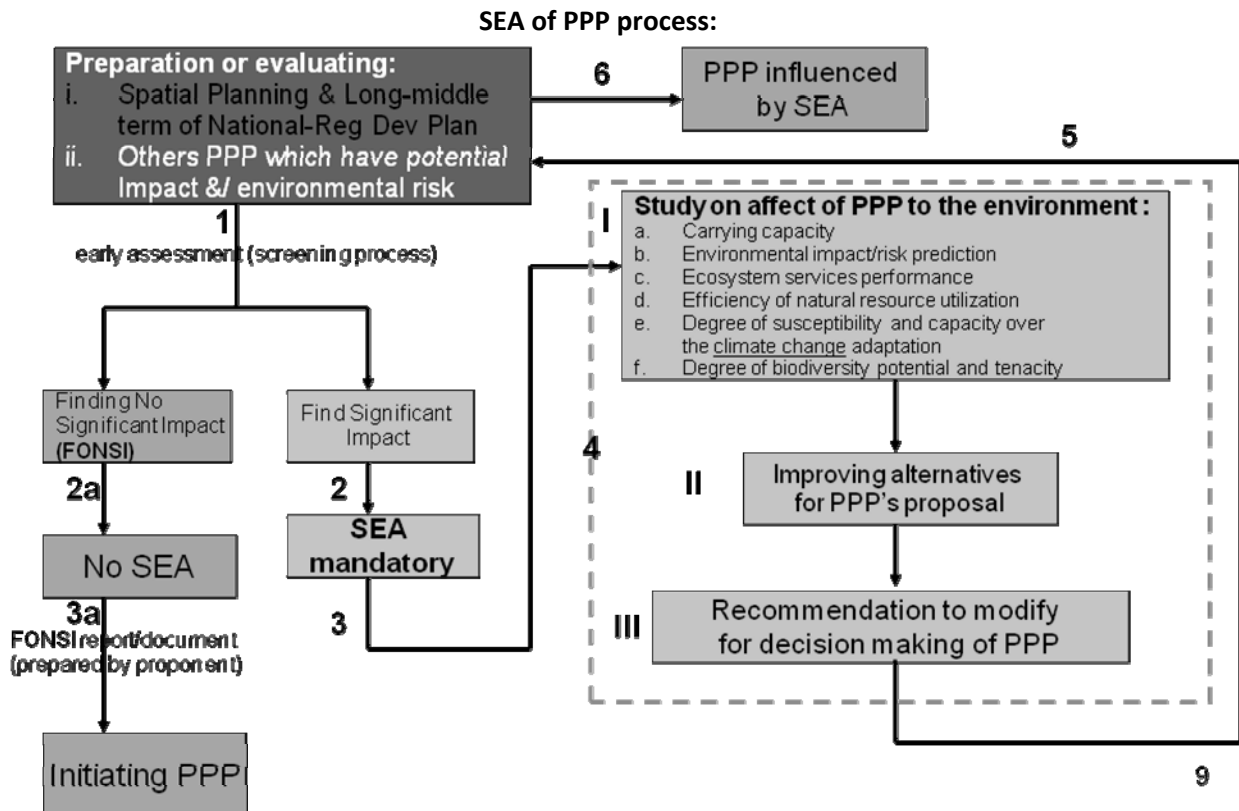 SEA of PPP process:
Preparation or evaluating:
i. Spatial Planning & Long-middle
term of National-Reg Dev Plan
ii. Others PPP which have potential
Impact &/ environmental risk
6
PPP influenced
by SEA
5
1
early assessment (screening process)
I
Study on affect of PPP to the environment :
a. Carrying capacity
b. Environmental impact/risk prediction
c. Ecosystem services performance
d. Efficiency of natural resource utilization
e. Degree of susceptibility and capacity over
the climate change adaptation
f. Degree of biodiversity potential and tenacity
Finding No
Significant Impact
(FONSI)
Find Significant
Impact
4
2a
2
II
Improving alternatives
for PPP's proposal
No SEA
SEA
mandatory
3a
FONSI report/document
(prepared by proponent)
3
III
Recommendation to modify
for decision making of PPP
Initiating PPP
9